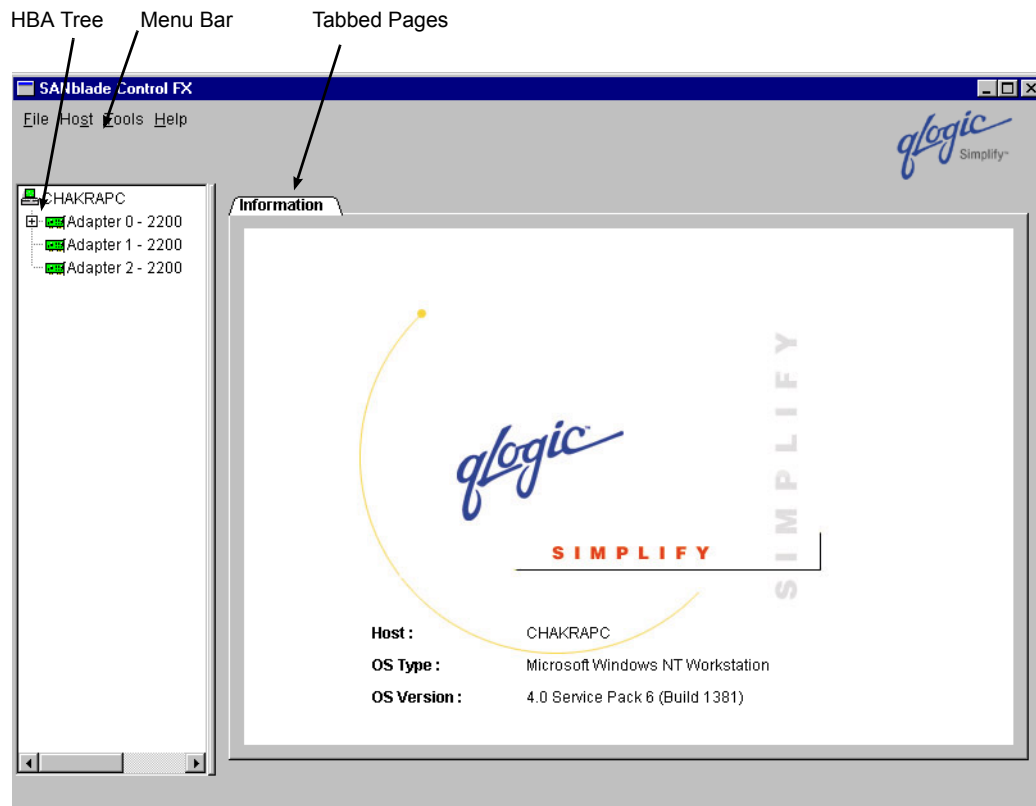 HBA Tree Menu Bar Tabbed Pages
SANblade Control FX
File Host Tools Help
qlogic
Simplify™
CHAKRAPC
Adapter 0 - 2200
Adapter 1 - 2200
Adapter 2 - 2200
Information
qlogic™
SIMPLIFY
SIMPLIFY
Host : CHAKRAPC
OS Type : Microsoft Windows NT Workstation
OS Version : 4.0 Service Pack 6 (Build 1381)